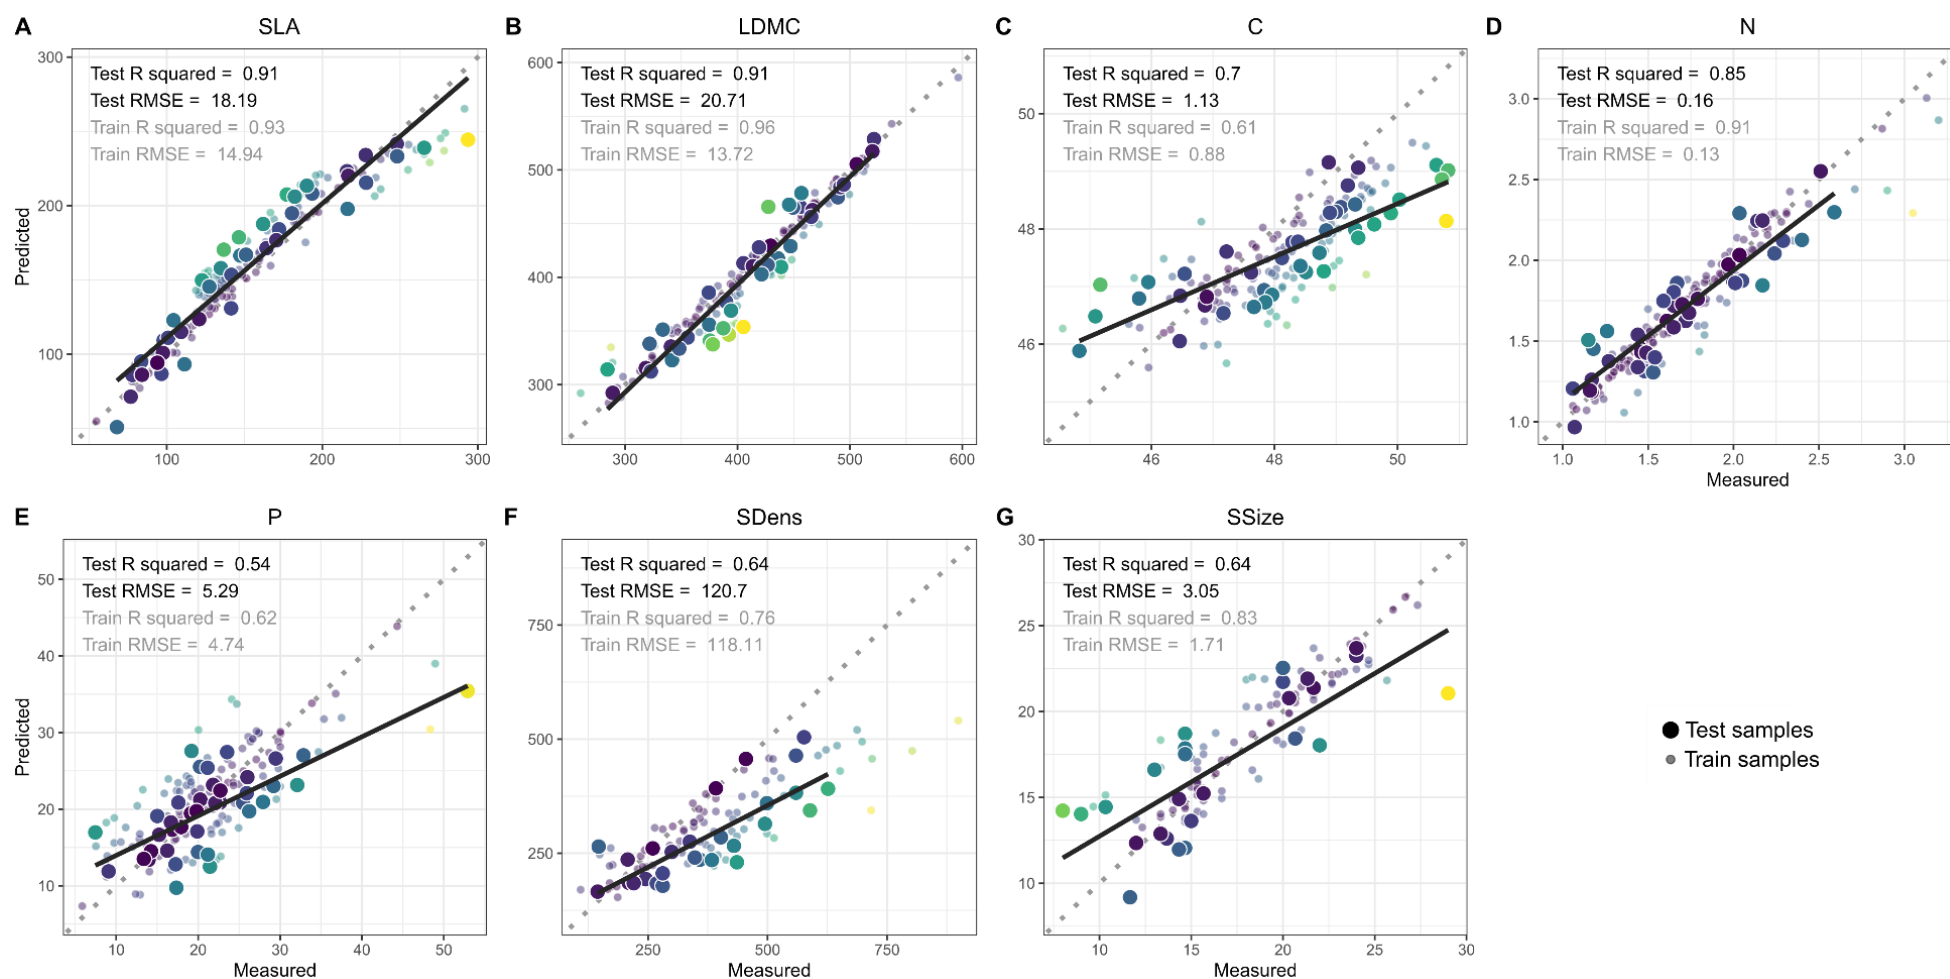 A
SLA
Test R squared = 0.91
Test RMSE = 18.19
Train R squared = 0.93
Train RMSE = 14.94
300
200
100
Predicted
100
200
300
B
LDMC
Test R squared = 0.91
Test RMSE = 20.71
Train R squared = 0.96
Train RMSE = 13.72
600
500
400
300
300
400
500
600
C
C
Test R squared = 0.7
Test RMSE = 1.13
Train R squared = 0.61
Train RMSE = 0.88
50
48
46
46
48
50
D
N
Test R squared = 0.85
Test RMSE = 0.16
Train R squared = 0.91
Train RMSE = 0.13
3.0
2.5
2.0
1.5
1.0
1.0
1.5
2.0
2.5
3.0
Measured
E
P
Test R squared = 0.54
Test RMSE = 5.29
Train R squared = 0.62
Train RMSE = 4.74
50
40
30
20
10
Predicted
10
20
30
40
50
Measured
F
SDens
Test R squared = 0.64
Test RMSE = 120.7
Train R squared = 0.76
Train RMSE = 118.11
750
500
250
250
500
750
Measured
G
SSize
Test R squared = 0.64
Test RMSE = 3.05
Train R squared = 0.83
Train RMSE = 1.71
30
25
20
15
10
10
15
20
25
30
Measured
Test samples
Train samples